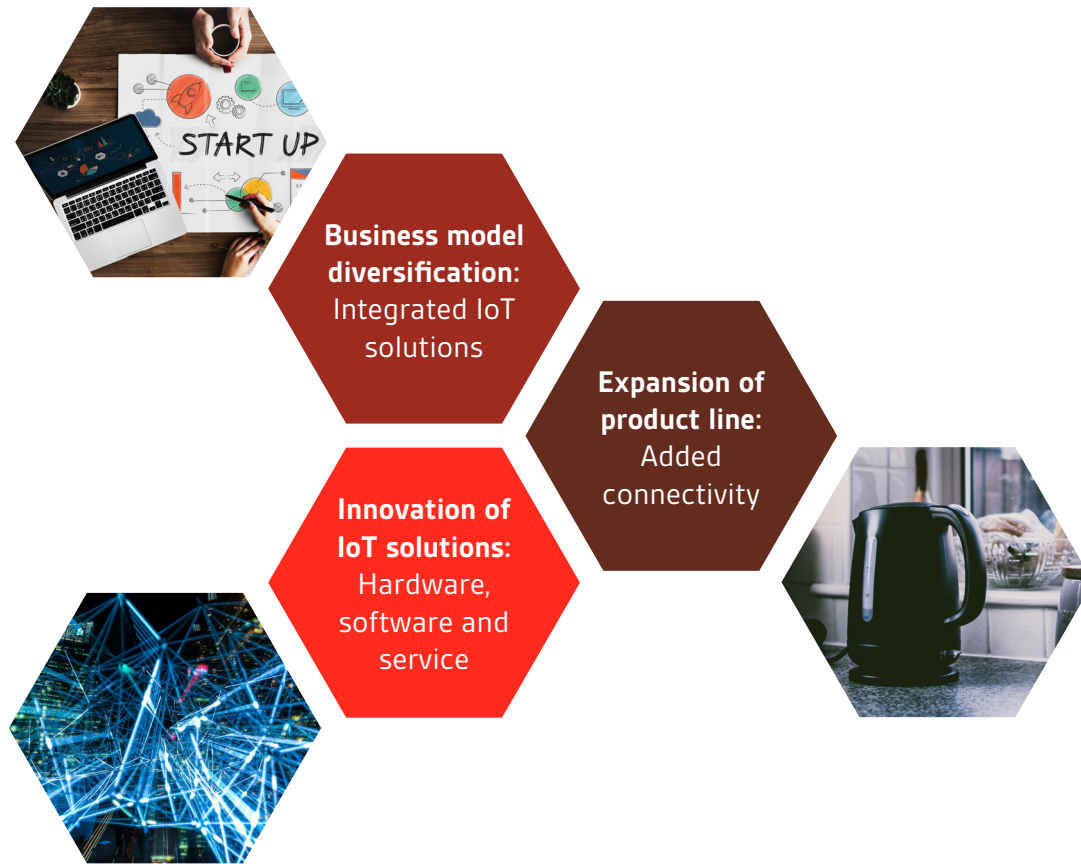 START UP
Business model
diversification:
Integrated IoT
solutions
Expansion of
product line:
Added
connectivity
Innovation of
IoT solutions:
Hardware,
software and
service